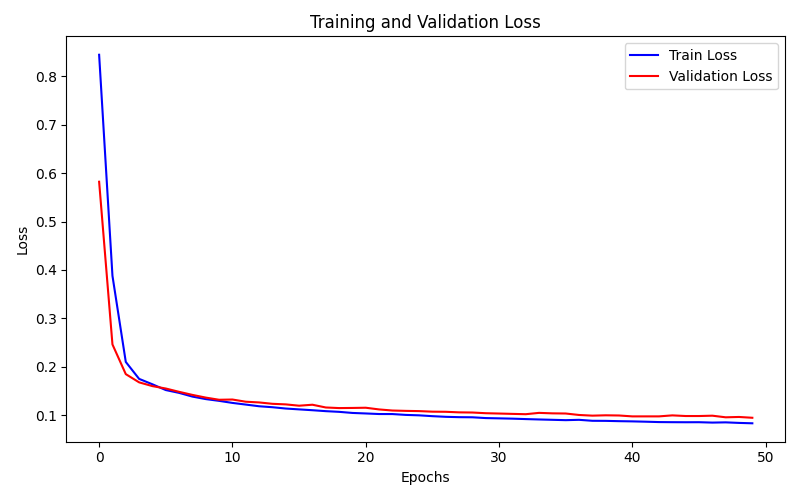 Training and Validation Loss
Train Loss
Validation Loss
Loss
0.8
0.7
0.6
0.5
0.4
0.3
0.2
0.1
0 10 20 30 40 50
Epochs